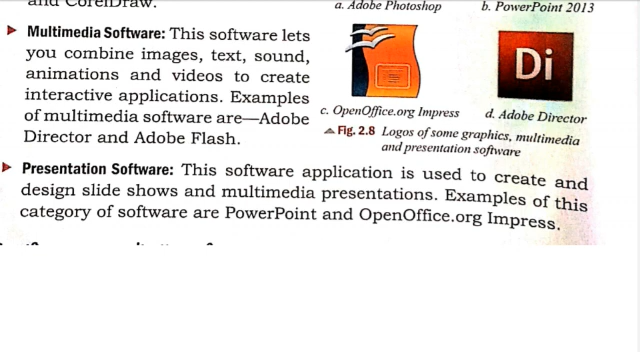 and CorelDraw.
a. Adobe Photoshop
b. PowerPoint 2013
Multimedia Software: This software lets
you combine images, text, sound,
animations and videos to create
interactive applications. Examples
of multimedia software are—Adobe
Director and Adobe Flash.
Di
c. OpenOffice.org Impress
d. Adobe Director
Fig. 2.8 Logos of some graphics, multimedia
and presentation software
Presentation Software: This software application is used to create and
design slide shows and multimedia presentations. Examples of this
category of software are PowerPoint and OpenOffice.org Impress.